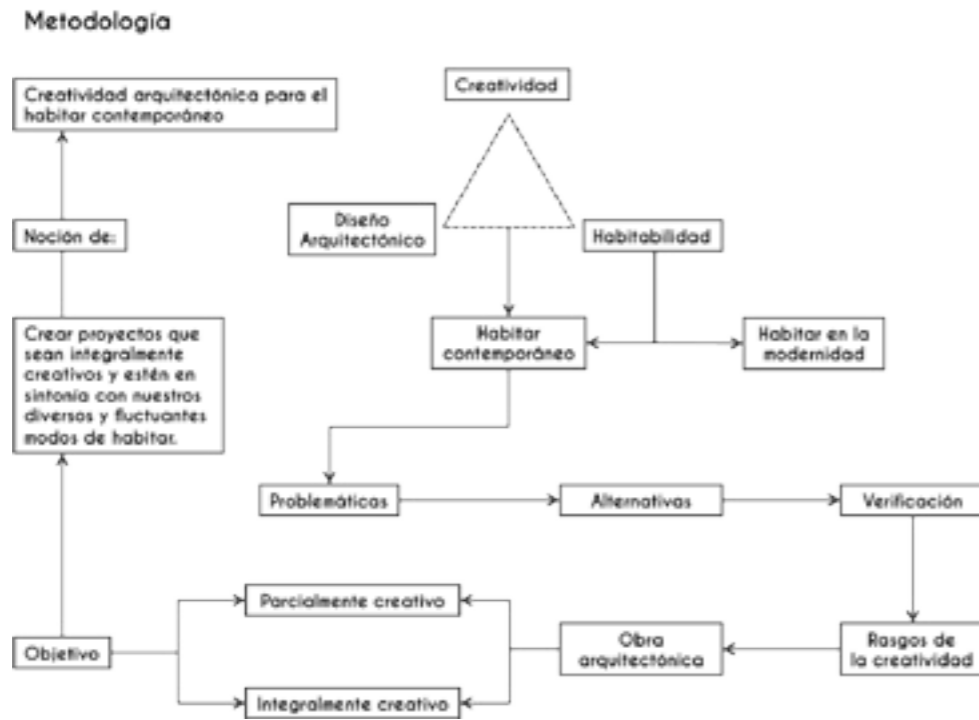 Metodología
Creatividad arquitectónica para el
habitar contemporáneo
Creatividad
Noción de:
Diseño
Arquitectónico
Habitabilidad
Crear proyectos que
sean integralmente
creativos y estén en
sintonía con nuestros
diversos y fluctuantes
modos de habitar.
Habitar
contemporáneo
Habitar en la
modernidad
Problemáticas
Alternativas
Verificación
Parcialmente creativo
Objetivo
Obra
arquitectónica
Rasgos de
la creatividad
Integralmente creativo